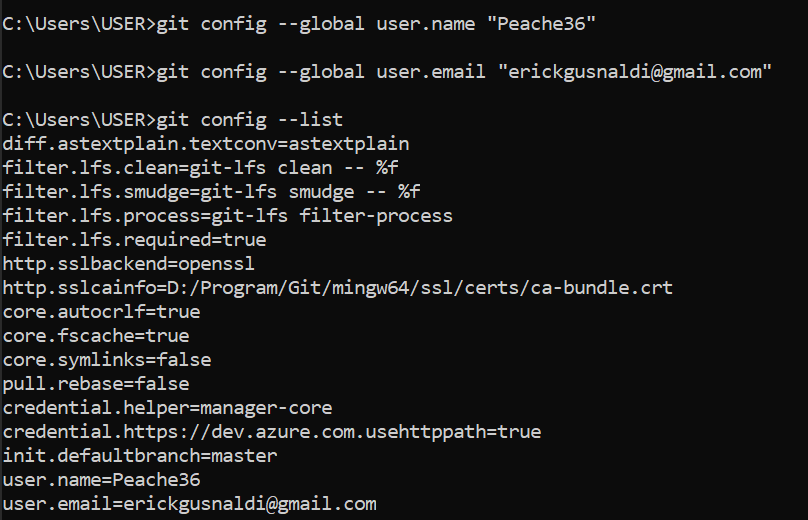 C:\Users\USER>git config --global user.name "Peache36"
C:\Users\USER>git config --global user.email "erickgusnaldi@gmail.com"
C:\Users\USER>git config --list
diff.astextplain.textconv=astextplain
filter.lfs.clean=git-lfs clean -- %f
filter.lfs.smudge=git-lfs smudge -- %f
filter.lfs.process=git-lfs filter-process
filter.lfs.required=true
http.sslbackend=openssl
http.sslcainfo=D:/Program/Git/mingw64/ssl/certs/ca-bundle.crt
core.autocrlf=true
core.fscache=true
core.symlinks=false
pull.rebase=false
credential.helper=manager-core
credential.https://dev.azure.com.usehttppath=true
init.defaultbranch=master
user.name=Peache36
user.email=erickgusnaldi@gmail.com